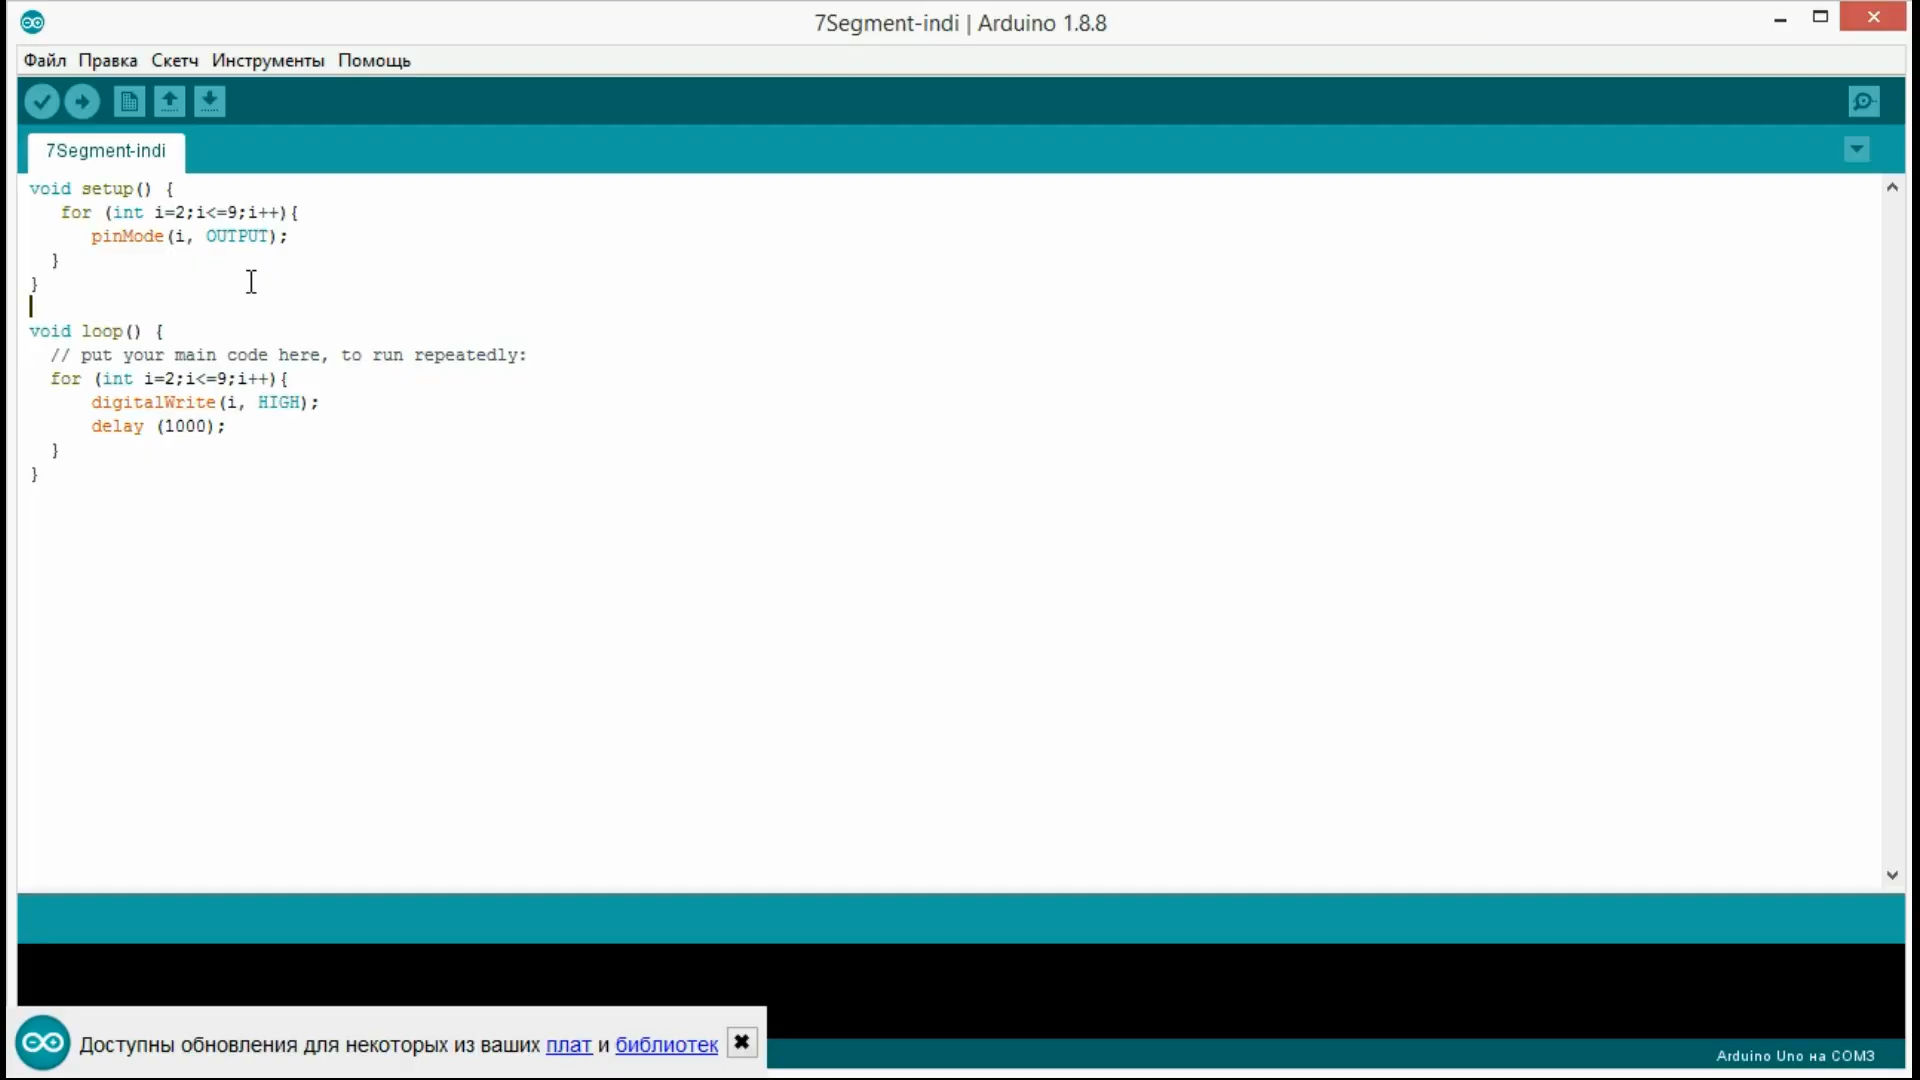 7Segment-indi | Arduino 1.8.8
Файл Правка Скетч Инструменты Помощь
7Segment-indi
void setup() {
for (int i=2;i<=9;i++){
pinMode(i, OUTPUT);
}
}
void loop() {
// put your main code here, to run repeatedly:
for (int i=2;i<=9;i++){
digitalWrite(i, HIGH);
delay (1000);
}
}
Доступны обновления для некоторых из ваших плат и библиотек
Arduino Uno на COM3